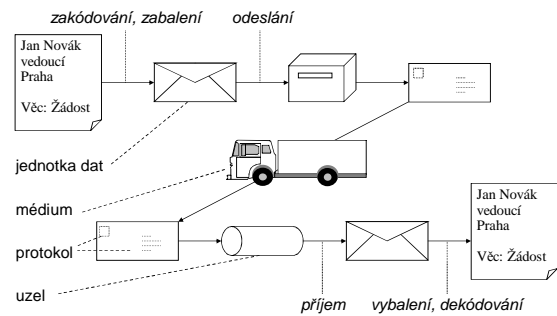 zakódování, zabalení
odeslání
Jan Novák
vedoucí
Praha
Věc: Žádost
jednotka dat
médium
protokol
uzel
příjem
vybalení, dekódování
Jan Novák
vedoucí
Praha
Věc: Žádost